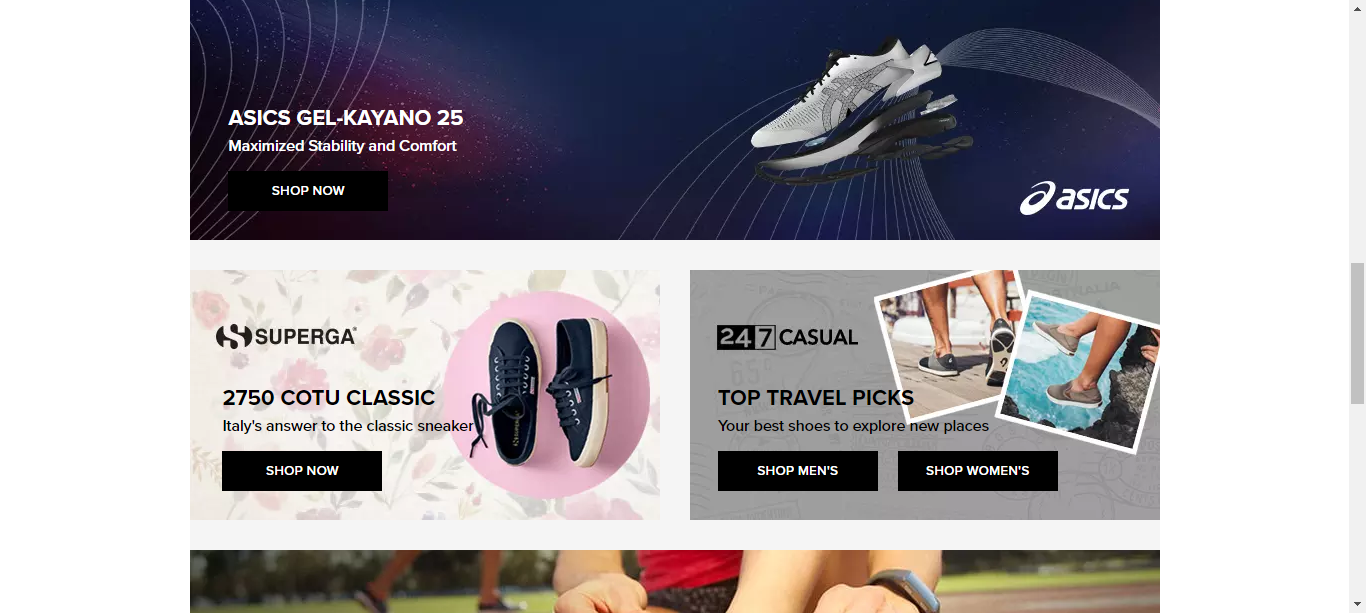 ASICS GEL-KAYANO 25
Maximized Stability and Comfort
SHOP NOW
asics
SUPERGA®
2750 COTU CLASSIC
Italy's answer to the classic sneaker
SHOP NOW
247 CASUAL
TOP TRAVEL PICKS
Your best shoes to explore new places
SHOP MEN'S
SHOP WOMEN'S